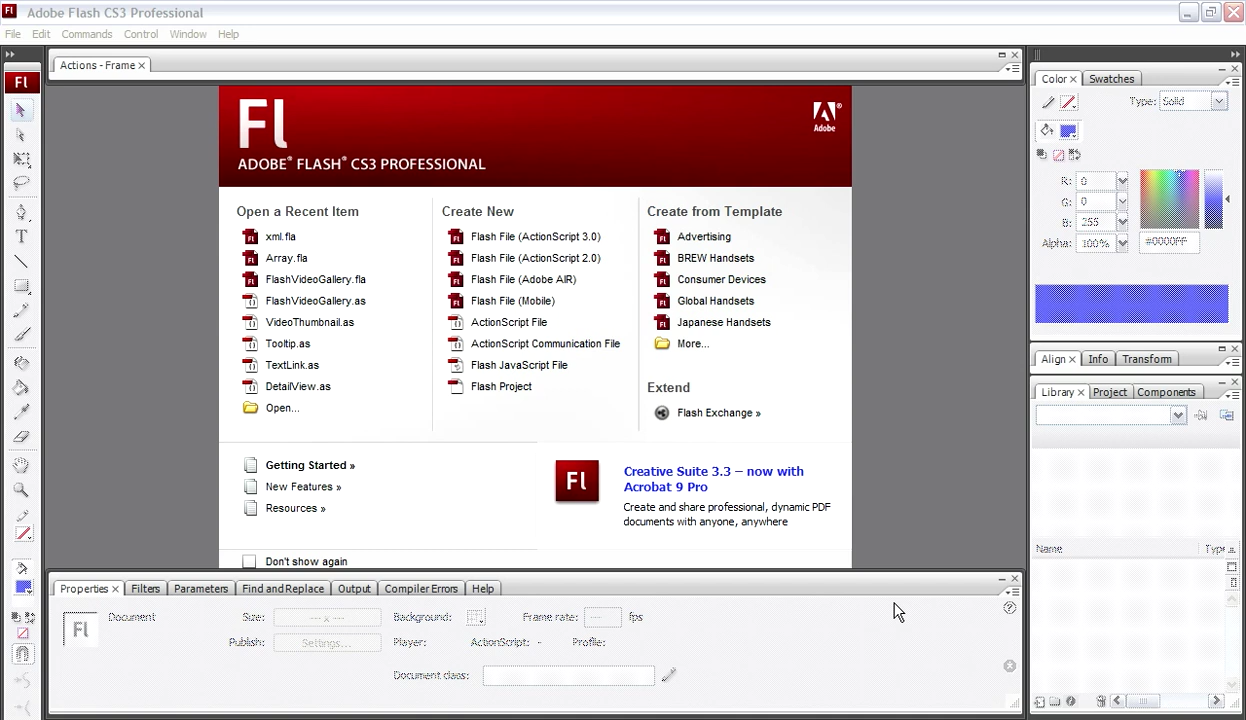 Fl Adobe Flash CS3 Professional
File Edit Commands Control Window Help
Actions - Frame
Fl
Fl
Adobe
ADOBE® FLASH® CS3 PROFESSIONAL
Open a Recent Item
xml.fla
Array.fla
FlashVideoGallery.fla
FlashVideoGallery.as
VideoThumbnail.as
Tooltip.as
TextLink.as
DetailView.as
Open...
Create New
Flash File (ActionScript 3.0)
Flash File (ActionScript 2.0)
Flash File (Adobe AIR)
Flash File (Mobile)
ActionScript File
ActionScript Communication File
Flash JavaScript File
Flash Project
Create from Template
Advertising
BREW Handsets
Consumer Devices
Global Handsets
Japanese Handsets
More...
Extend
Flash Exchange »
Getting Started »
New Features »
Resources »
Fl
Creative Suite 3.3 – now with
Acrobat 9 Pro
Create and share professional, dynamic PDF
documents with anyone, anywhere
Don't show again
Properties Filters Parameters Find and Replace Output Compiler Errors Help
Fl
Document Size: --- x --- Background: Frame rate: --- fps
Publish: Settings... Player: ActionScript: - Profile:
Document class:
Color Swatches
Type: Solid
R: 0
G: 0
B: 255
Alpha: 100% #0000FF
Align Info Transform
Library Project Components
Name Type